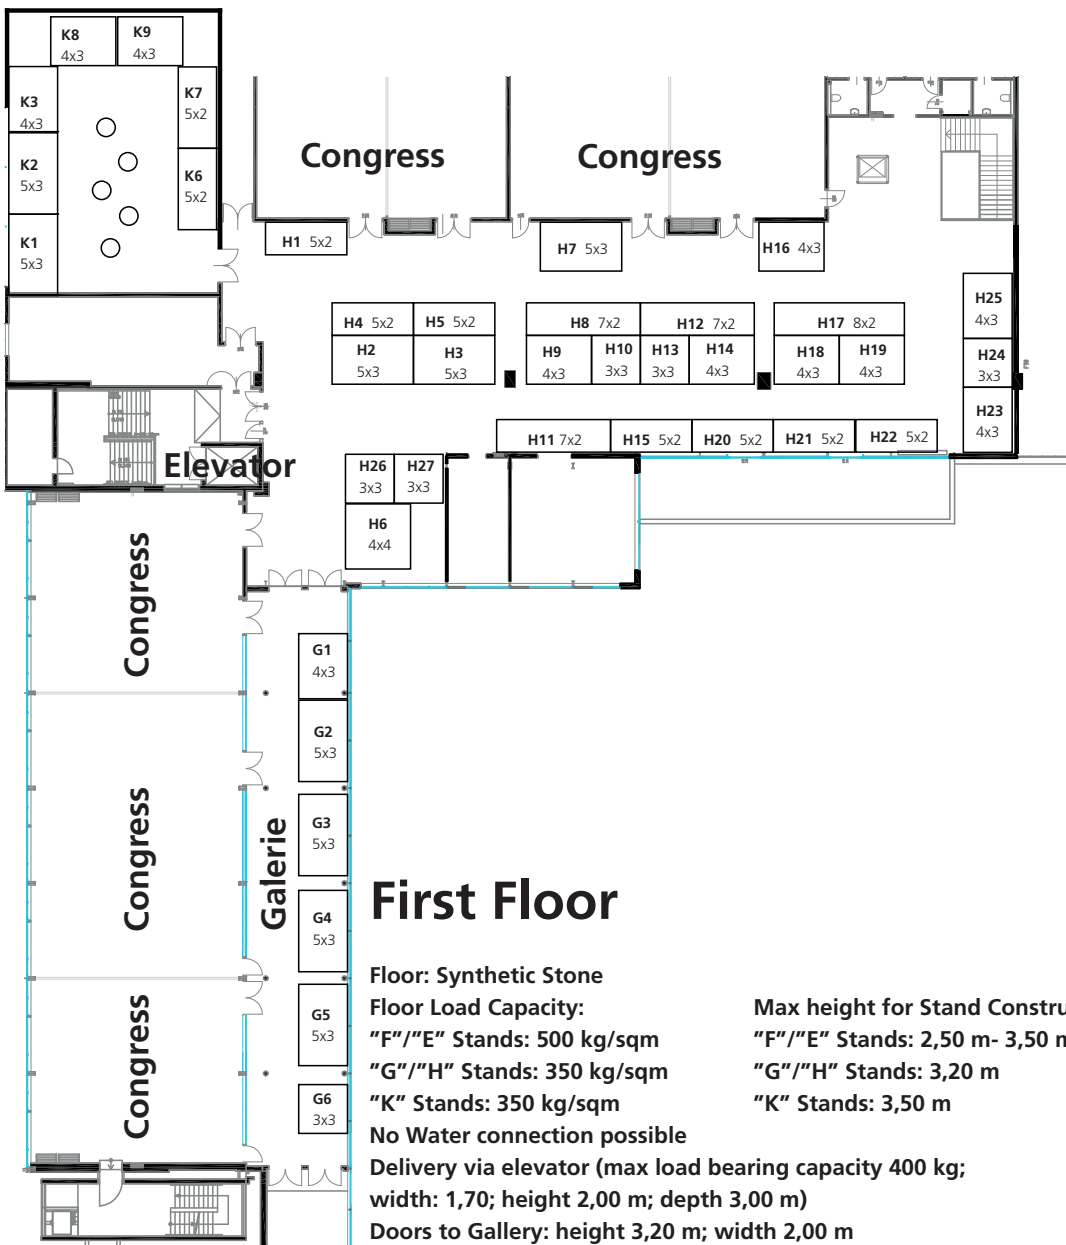 K8
4x3
K9
4x3
K3
4x3
K7
5x2
K2
5x3
K6
5x2
K1
5x3
Congress
Congress
H1 5x2
H7 5x3
H16 4x3
H25
4x3
H4 5x2
H5 5x2
H8 7x2
H12 7x2
H17 8x2
H2
5x3
H3
5x3
H9
4x3
H10
3x3
H13
3x3
H14
4x3
H18
4x3
H19
4x3
H24
3x3
H23
4x3
H11 7x2
H15 5x2
H20 5x2
H21 5x2
H22 5x2
Elevator
H26
3x3
H27
3x3
H6
4x4
Congress
G1
4x3
G2
5x3
Congress
Galerie
G3
5x3
G4
5x3
Congress
G5
5x3
G6
3x3
First Floor
Floor: Synthetic Stone
Floor Load Capacity:
"F"/"E" Stands: 500 kg/sqm
"G"/"H" Stands: 350 kg/sqm
"K" Stands: 350 kg/sqm
No Water connection possible
Delivery via elevator (max load bearing capacity 400 kg;
width: 1,70; height 2,00 m; depth 3,00 m)
Doors to Gallery: height 3,20 m; width 2,00 m
Max height for Stand Constru
"F"/"E" Stands: 2,50 m- 3,50 m
"G"/"H" Stands: 3,20 m
"K" Stands: 3,50 m